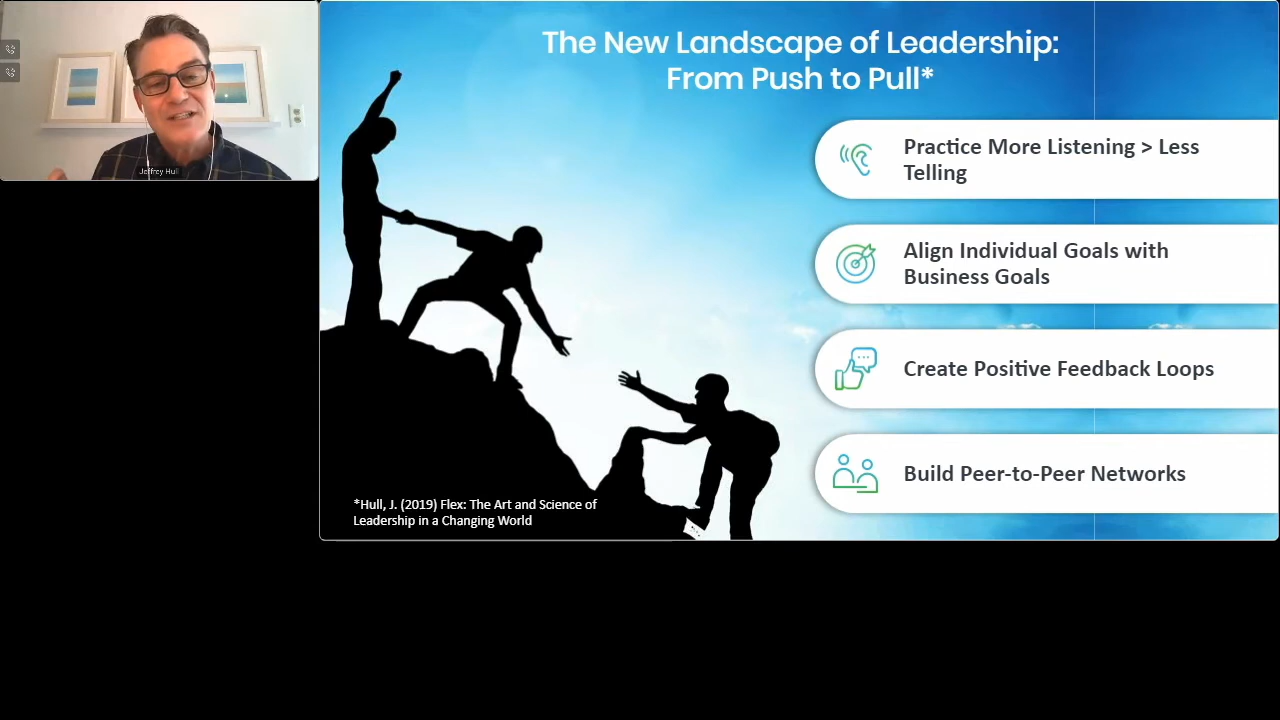 Jeffrey Hull
The New Landscape of Leadership:
From Push to Pull*
Practice More Listening > Less
Telling
Align Individual Goals with
Business Goals
Create Positive Feedback Loops
Build Peer-to-Peer Networks
*Hull, J. (2019) Flex: The Art and Science of
Leadership in a Changing World